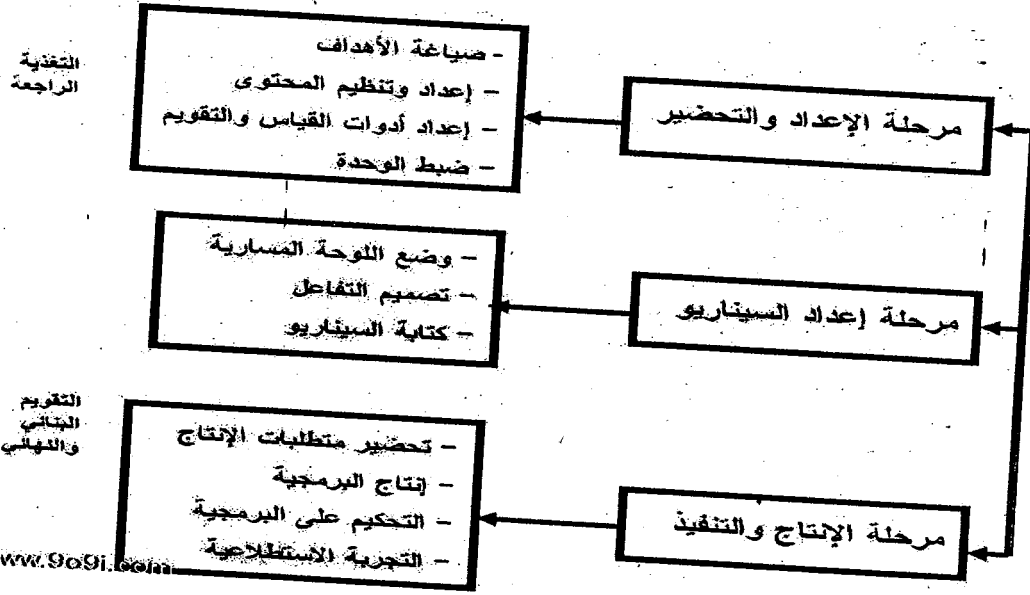 مرحلة الإعداد والتحضير
- صياغة الأهداف
- إعداد وتنظيم المحتوى
- إعداد أدوات القياس والتقويم
- ضبط الوحدة
التغذية
الراجعة
مرحلة إعداد السيناريو
- وضع اللوحة المسارية
- تصميم التفاعل
- كتابة السيناريو
مرحلة الإنتاج والتنفيذ
- تحضير متطلبات الإنتاج
- إنتاج البرمجية
- التحكيم على البرمجية
- التجربة الاستطلاعية
التقويم
البنائي
والنهائي
www.9o9i.com